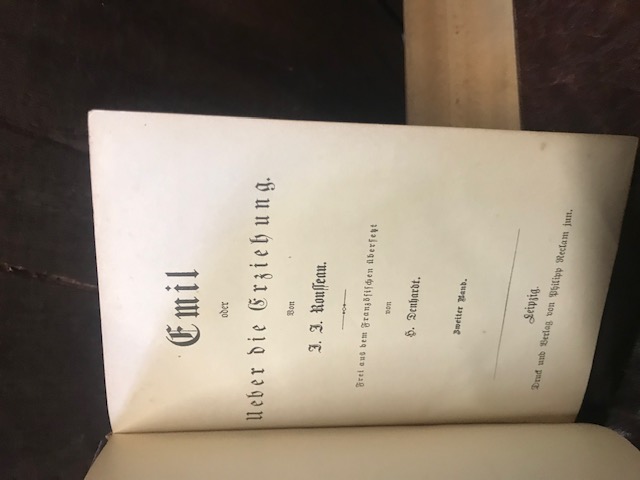 Emil
oder
Ueber die Erziehung.
Von
J. J. Rousseau.
Frei aus dem Französischen übersetzt
von
H. Denhardt.
Zweiter Band.
Leipzig.
Druck und Verlag von Philipp Reclam jun.